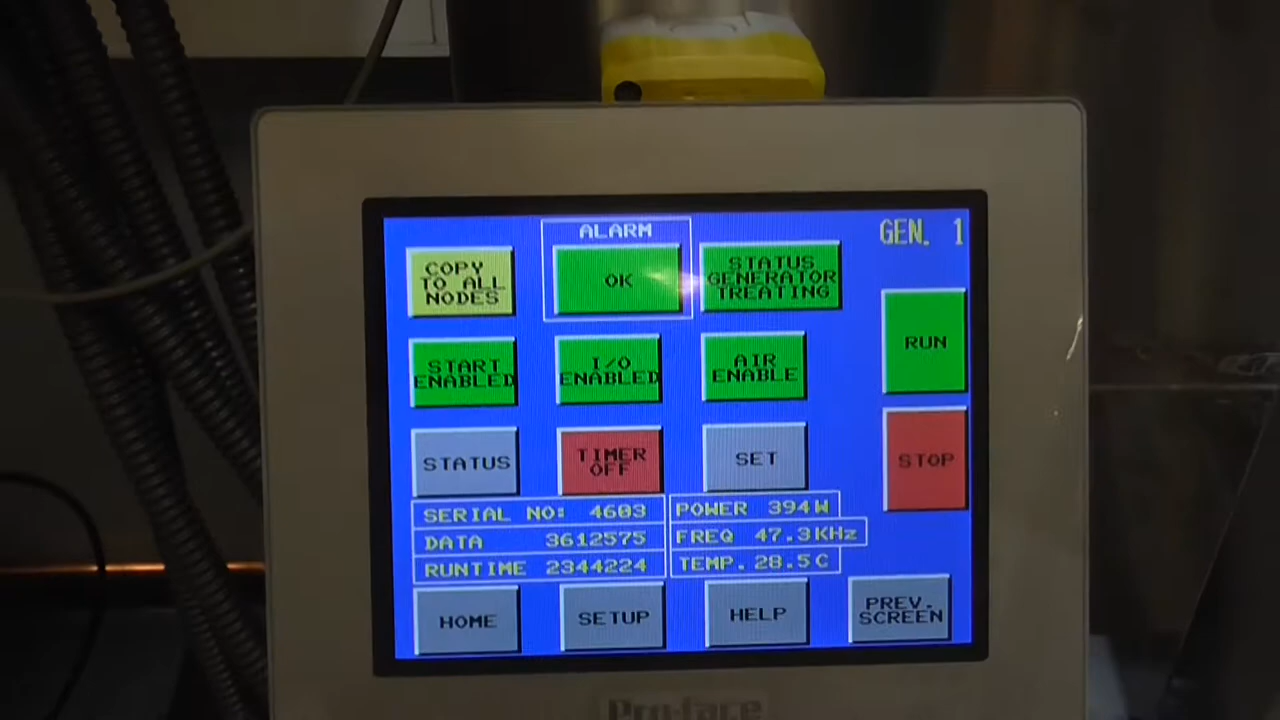 ALARM
GEN. 1
COPY
TO ALL
NODES
OK
STATUS
GENERATOR
TREATING
RUN
START
ENABLED
I/O
ENABLED
AIR
ENABLE
STATUS
TIMER
OFF
SET
STOP
SERIAL NO: 4603
POWER 394W
DATA 3612575
FREQ 47.3KHz
RUNTIME 2344224
TEMP. 28.5C
HOME
SETUP
HELP
PREV.
SCREEN
Pro-face